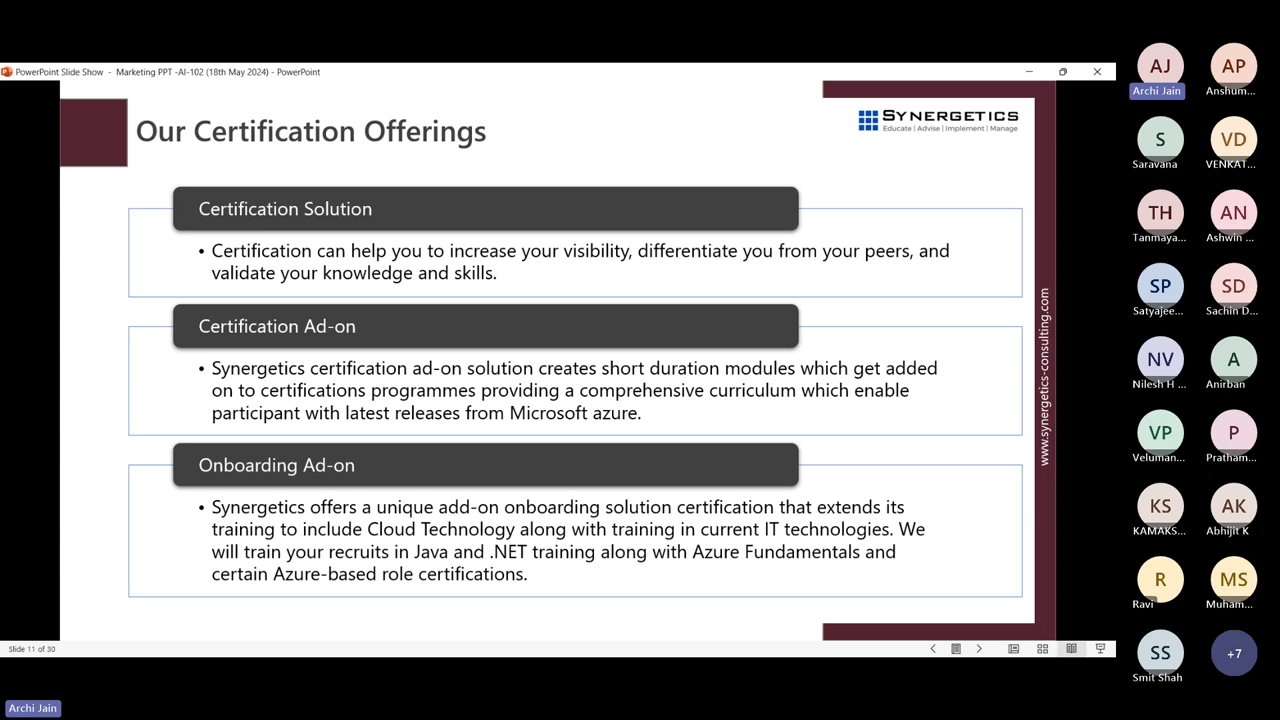 PowerPoint Slide Show - Marketing PPT -AI-102 (18th May 2024) - PowerPoint
Our Certification Offerings
SYNERGETICS
Educate | Advise | Implement | Manage
Certification Solution
• Certification can help you to increase your visibility, differentiate you from your peers, and
validate your knowledge and skills.
Certification Ad-on
• Synergetics certification ad-on solution creates short duration modules which get added
on to certifications programmes providing a comprehensive curriculum which enable
participant with latest releases from Microsoft azure.
Onboarding Ad-on
• Synergetics offers a unique add-on onboarding solution certification that extends its
training to include Cloud Technology along with training in current IT technologies. We
will train your recruits in Java and .NET training along with Azure Fundamentals and
certain Azure-based role certifications.
www.synergetics-consulting.com
Slide 11 of 30
AJ
Archi Jain
AP
Anshum...
S
Saravana
VD
VENKAT...
TH
Tanmaya...
AN
Ashwin ...
SP
Satyajee...
SD
Sachin D...
NV
Nilesh H ...
A
Anirban
VP
Veluman...
P
Pratham...
KS
KAMAKS...
AK
Abhijit K
R
Ravi
MS
Muham...
SS
Smit Shah
+7
Archi Jain